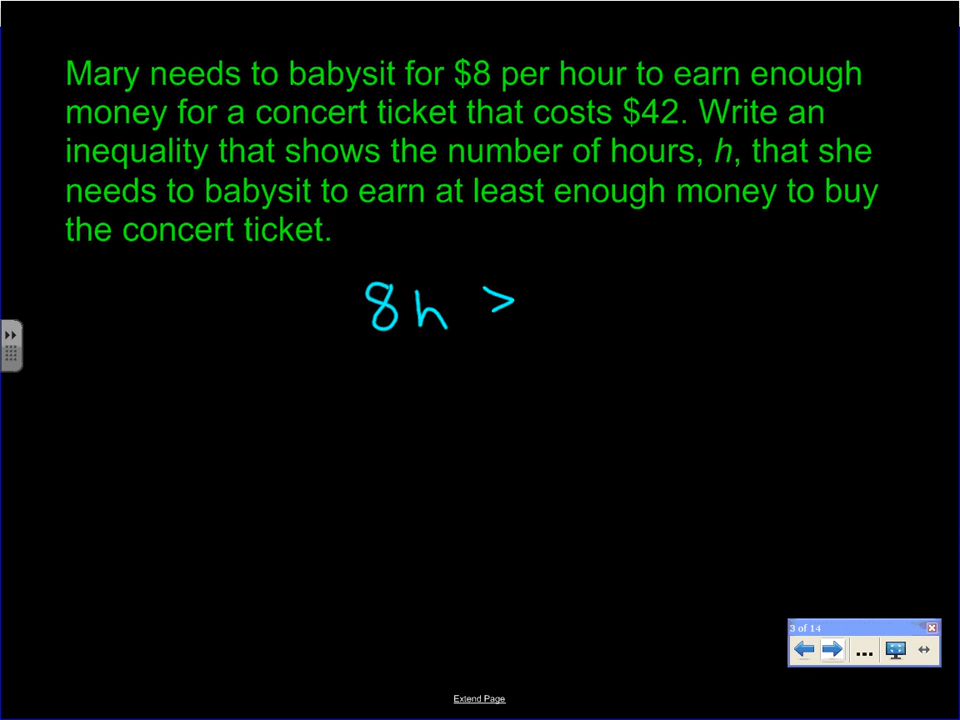 Mary needs to babysit for $8 per hour to earn enough
money for a concert ticket that costs $42. Write an
inequality that shows the number of hours, h, that she
needs to babysit to earn at least enough money to buy
the concert ticket.
8h >
3 of 14
...
Extend Page